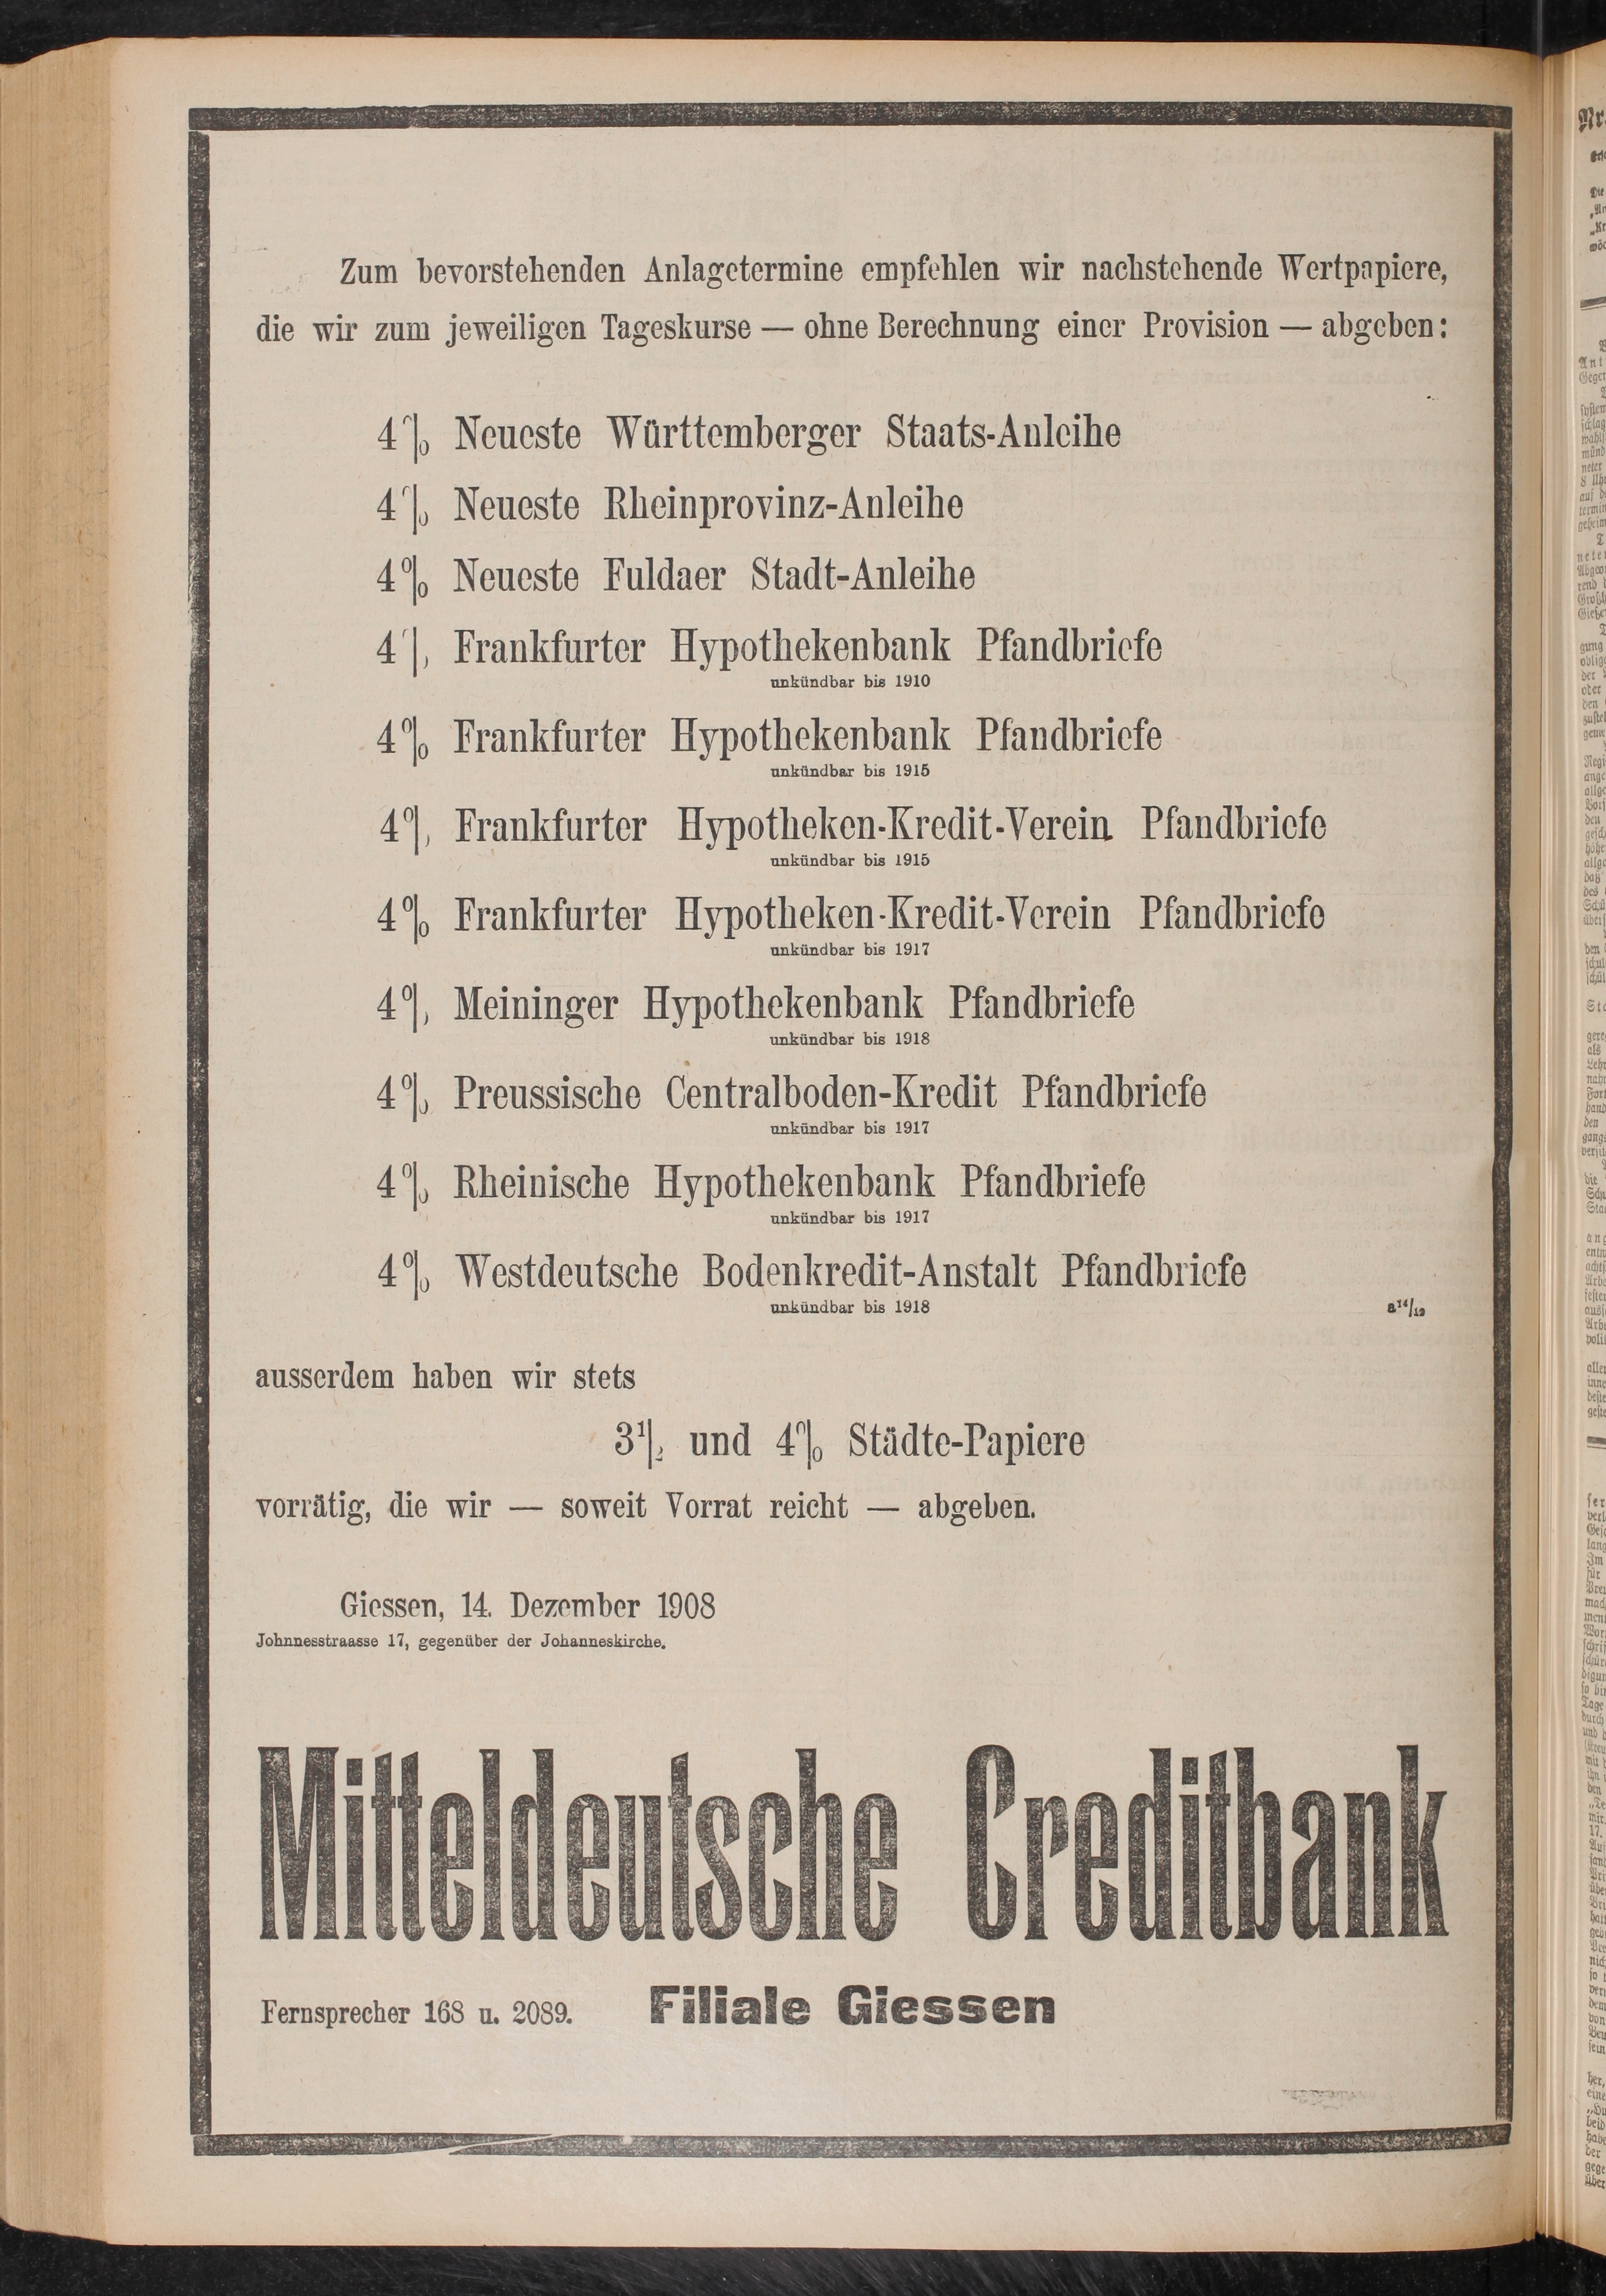 Zum bevorstehenden Anlagetermine empfehlen wir nachstehende Wertpapiere,
die wir zum jeweiligen Tageskurse — ohne Berechnung einer Provision — abgeben:
4% Neueste Württemberger Staats-Anleihe
4% Neueste Rheinprovinz-Anleihe
4% Neueste Fuldaer Stadt-Anleihe
4% Frankfurter Hypothekenbank Pfandbriefe
unkündbar bis 1910
4% Frankfurter Hypothekenbank Pfandbriefe
unkündbar bis 1915
4% Frankfurter Hypotheken-Kredit-Verein Pfandbriefe
unkündbar bis 1915
4% Frankfurter Hypotheken-Kredit-Verein Pfandbriefe
unkündbar bis 1917
4% Meininger Hypothekenbank Pfandbriefe
unkündbar bis 1918
4% Preussische Centralboden-Kredit Pfandbriefe
unkündbar bis 1917
4% Rheinische Hypothekenbank Pfandbriefe
unkündbar bis 1917
4% Westdeutsche Bodenkredit-Anstalt Pfandbriefe
unkündbar bis 1918
a14/12
ausserdem haben wir stets
3½ und 4% Städte-Papiere
vorrätig, die wir — soweit Vorrat reicht — abgeben.
Giessen, 14. Dezember 1908
Johnnesstraasse 17, gegenüber der Johanneskirche.
Mitteldeutsche Creditbank
Fernsprecher 168 u. 2089. Filiale Giessen